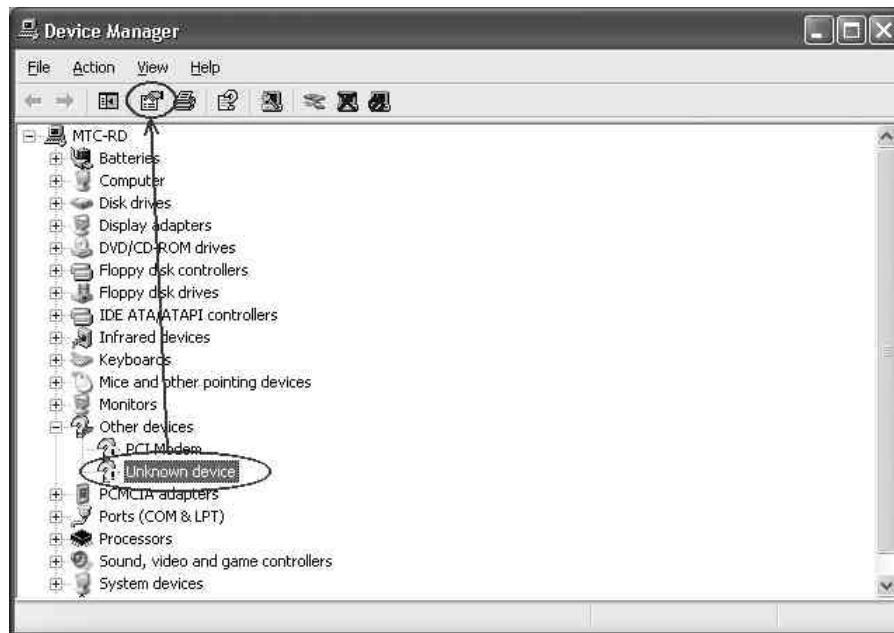 Device Manager
File Action View Help
MTC-RD
Batteries
Computer
Disk drives
Display adapters
DVD/CD-ROM drives
Floppy disk controllers
Floppy disk drives
IDE ATA/ATAPI controllers
Infrared devices
Keyboards
Mice and other pointing devices
Monitors
Other devices
PCI Modem
Unknown device
PCMCIA adapters
Ports (COM & LPT)
Processors
Sound, video and game controllers
System devices